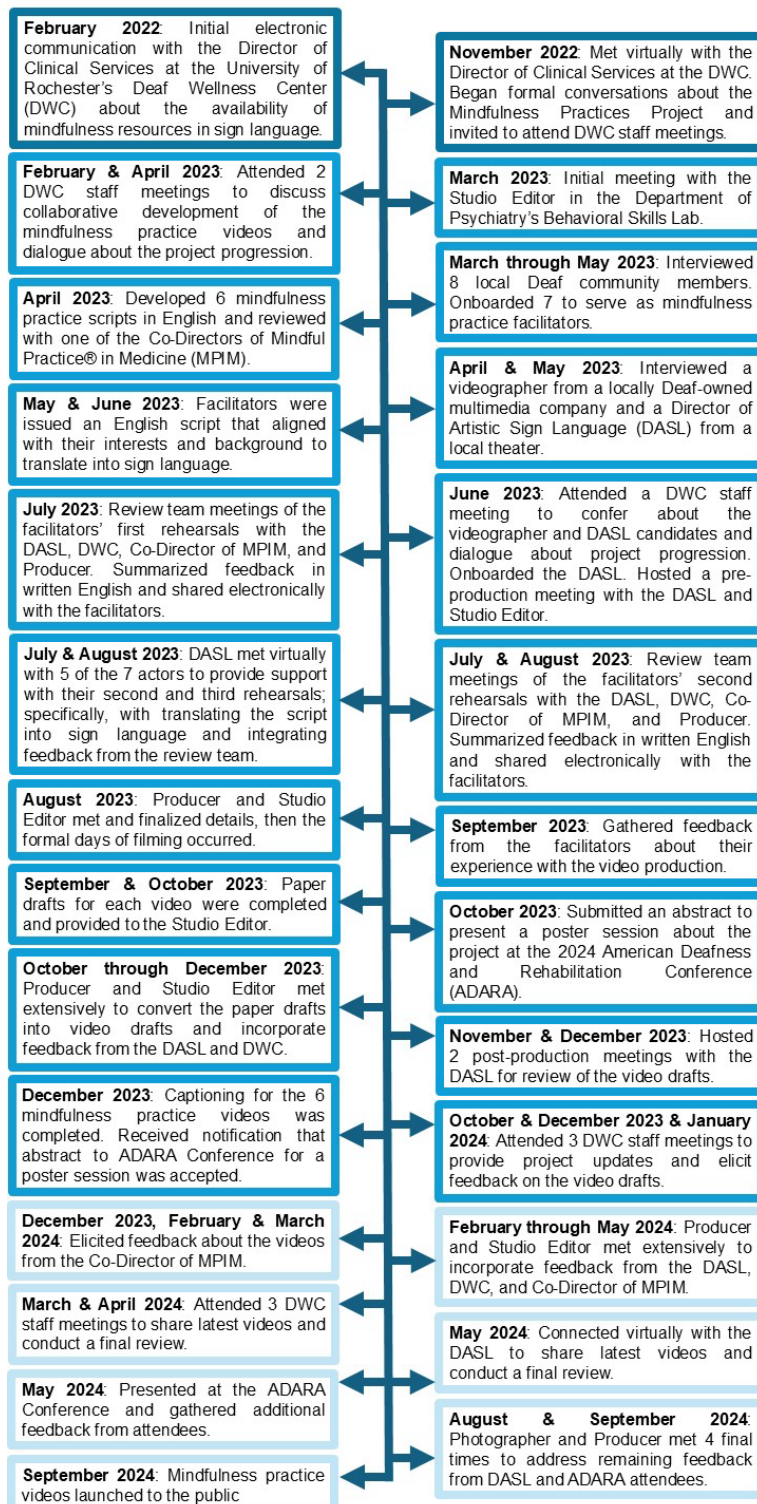 February 2022: Initial electronic
communication with the Director of
Clinical Services at the University of
Rochester's Deaf Wellness Center
(DWC) about the availability of
mindfulness resources in sign language.
November 2022: Met virtually with the
Director of Clinical Services at the DWC.
Began formal conversations about the
Mindfulness Practices Project and
invited to attend DWC staff meetings.
February & April 2023: Attended 2
DWC staff meetings to discuss
collaborative development of the
mindfulness practice videos and
dialogue about the project progression.
March 2023: Initial meeting with the
Studio Editor in the Department of
Psychiatry's Behavioral Skills Lab.
March through May 2023: Interviewed
8 local Deaf community members.
Onboarded 7 to serve as mindfulness
practice facilitators.
April 2023: Developed 6 mindfulness
practice scripts in English and reviewed
with one of the Co-Directors of Mindful
Practice® in Medicine (MPIM).
April & May 2023: Interviewed a
videographer from a locally Deaf-owned
multimedia company and a Director of
Artistic Sign Language (DASL) from a
local theater.
May & June 2023: Facilitators were
issued an English script that aligned
with their interests and background to
translate into sign language.
June 2023: Attended a DWC staff
meeting to confer about the
videographer and DASL candidates and
dialogue about project progression.
Onboarded the DASL. Hosted a pre-
production meeting with the DASL and
Studio Editor.
July 2023: Review team meetings of the
facilitators' first rehearsals with the
DASL, DWC, Co-Director of MPIM, and
Producer. Summarized feedback in
written English and shared electronically
with the facilitators.
July & August 2023: DASL met virtually
with 5 of the 7 actors to provide support
with their second and third rehearsals;
specifically, with translating the script
into sign language and integrating
feedback from the review team.
July & August 2023: Review team
meetings of the facilitators' second
rehearsals with the DASL, DWC, Co-
Director of MPIM, and Producer.
Summarized feedback in written English
and shared electronically with the
facilitators.
August 2023: Producer and Studio
Editor met and finalized details, then the
formal days of filming occurred.
September 2023: Gathered feedback
from the facilitators about their
experience with the video production.
September & October 2023: Paper
drafts for each video were completed
and provided to the Studio Editor.
October 2023: Submitted an abstract to
present a poster session about the
project at the 2024 American Deafness
and Rehabilitation Conference
(ADARA).
October through December 2023:
Producer and Studio Editor met
extensively to convert the paper drafts
into video drafts and incorporate
feedback from the DASL and DWC.
November & December 2023: Hosted
2 post-production meetings with the
DASL for review of the video drafts.
December 2023: Captioning for the 6
mindfulness practice videos was
completed. Received notification that
abstract to ADARA Conference for a
poster session was accepted.
October & December 2023 & January
2024: Attended 3 DWC staff meetings to
provide project updates and elicit
feedback on the video drafts.
December 2023, February & March
2024: Elicited feedback about the videos
from the Co-Director of MPIM.
February through May 2024: Producer
and Studio Editor met extensively to
incorporate feedback from the DASL,
DWC, and Co-Director of MPIM.
March & April 2024: Attended 3 DWC
staff meetings to share latest videos and
conduct a final review.
May 2024: Connected virtually with the
DASL to share latest videos and
conduct a final review.
May 2024: Presented at the ADARA
Conference and gathered additional
feedback from attendees.
August & September 2024:
Photographer and Producer met 4 final
times to address remaining feedback
from DASL and ADARA attendees.
September 2024: Mindfulness practice
videos launched to the public